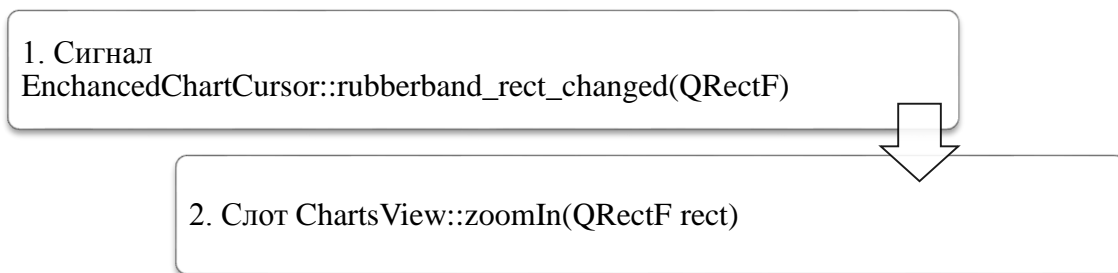 1. Сигнал
EnchancedChartCursor::rubberband_rect_changed(QRectF)
2. Слот ChartsView::zoomIn(QRectF rect)